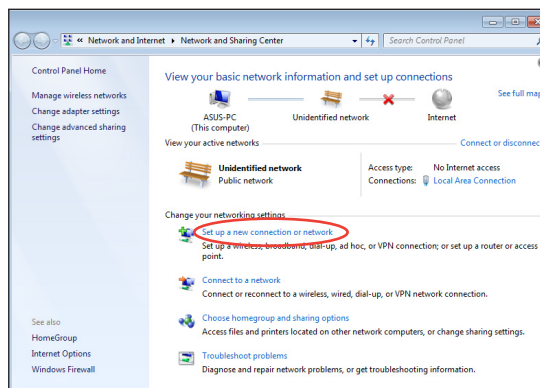 « Network and Internet ▸ Network and Sharing Center
Search Control Panel
Control Panel Home
Manage wireless networks
Change adapter settings
Change advanced sharing
settings
View your basic network information and set up connections
See full map
ASUS-PC
(This computer)
Unidentified network
Internet
View your active networks
Connect or disconnec
Unidentified network
Public network
Access type: No Internet access
Connections: Local Area Connection
Change your networking settings
Set up a new connection or network
Set up a wireless, broadband, dial-up, ad hoc, or VPN connection; or set up a router or access
point.
Connect to a network
Connect or reconnect to a wireless, wired, dial-up, or VPN network connection.
Choose homegroup and sharing options
Access files and printers located on other network computers, or change sharing settings.
Troubleshoot problems
Diagnose and repair network problems, or get troubleshooting information.
See also
HomeGroup
Internet Options
Windows Firewall